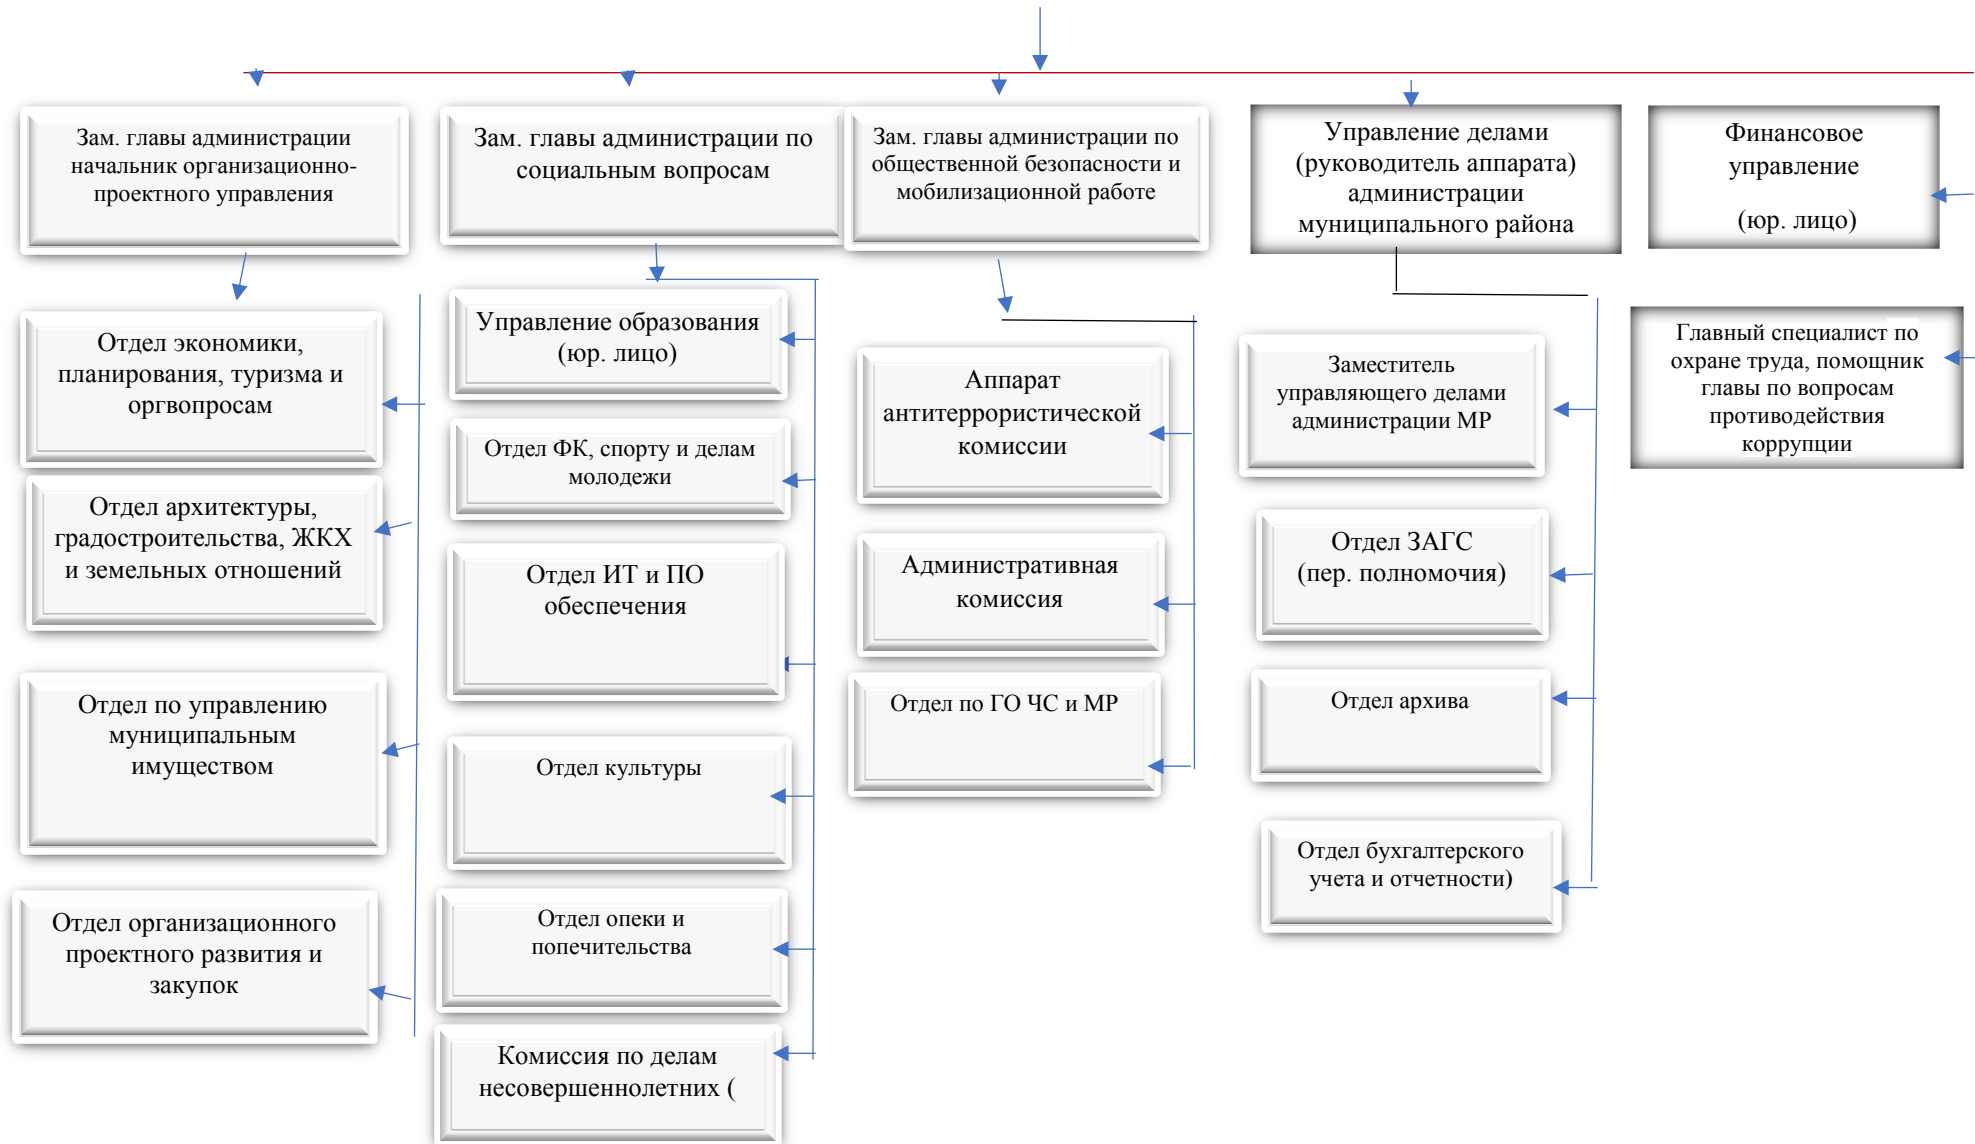 Зам. главы администрации
начальник организационно-
проектного управления
Зам. главы администрации по
социальным вопросам
Зам. главы администрации по
общественной безопасности и
мобилизационной работе
Управление делами
(руководитель аппарата)
администрации
муниципального района
Финансовое
управление
(юр. лицо)
Отдел экономики,
планирования, туризма и
оргвопросам
Отдел архитектуры,
градостроительства, ЖКХ
и земельных отношений
Отдел по управлению
муниципальным
имуществом
Отдел организационного
проектного развития и
закупок
Управление образования
(юр. лицо)
Отдел ФК, спорту и делам
молодежи
Отдел ИТ и ПО
обеспечения
Отдел культуры
Отдел опеки и
попечительства
Комиссия по делам
несовершеннолетних (
Аппарат
антитеррористической
комиссии
Административная
комиссия
Отдел по ГО ЧС и МР
Заместитель
управляющего делами
администрации МР
Отдел ЗАГС
(пер. полномочия)
Отдел архива
Отдел бухгалтерского
учета и отчетности)
Главный специалист по
охране труда, помощник
главы по вопросам
противодействия
коррупции